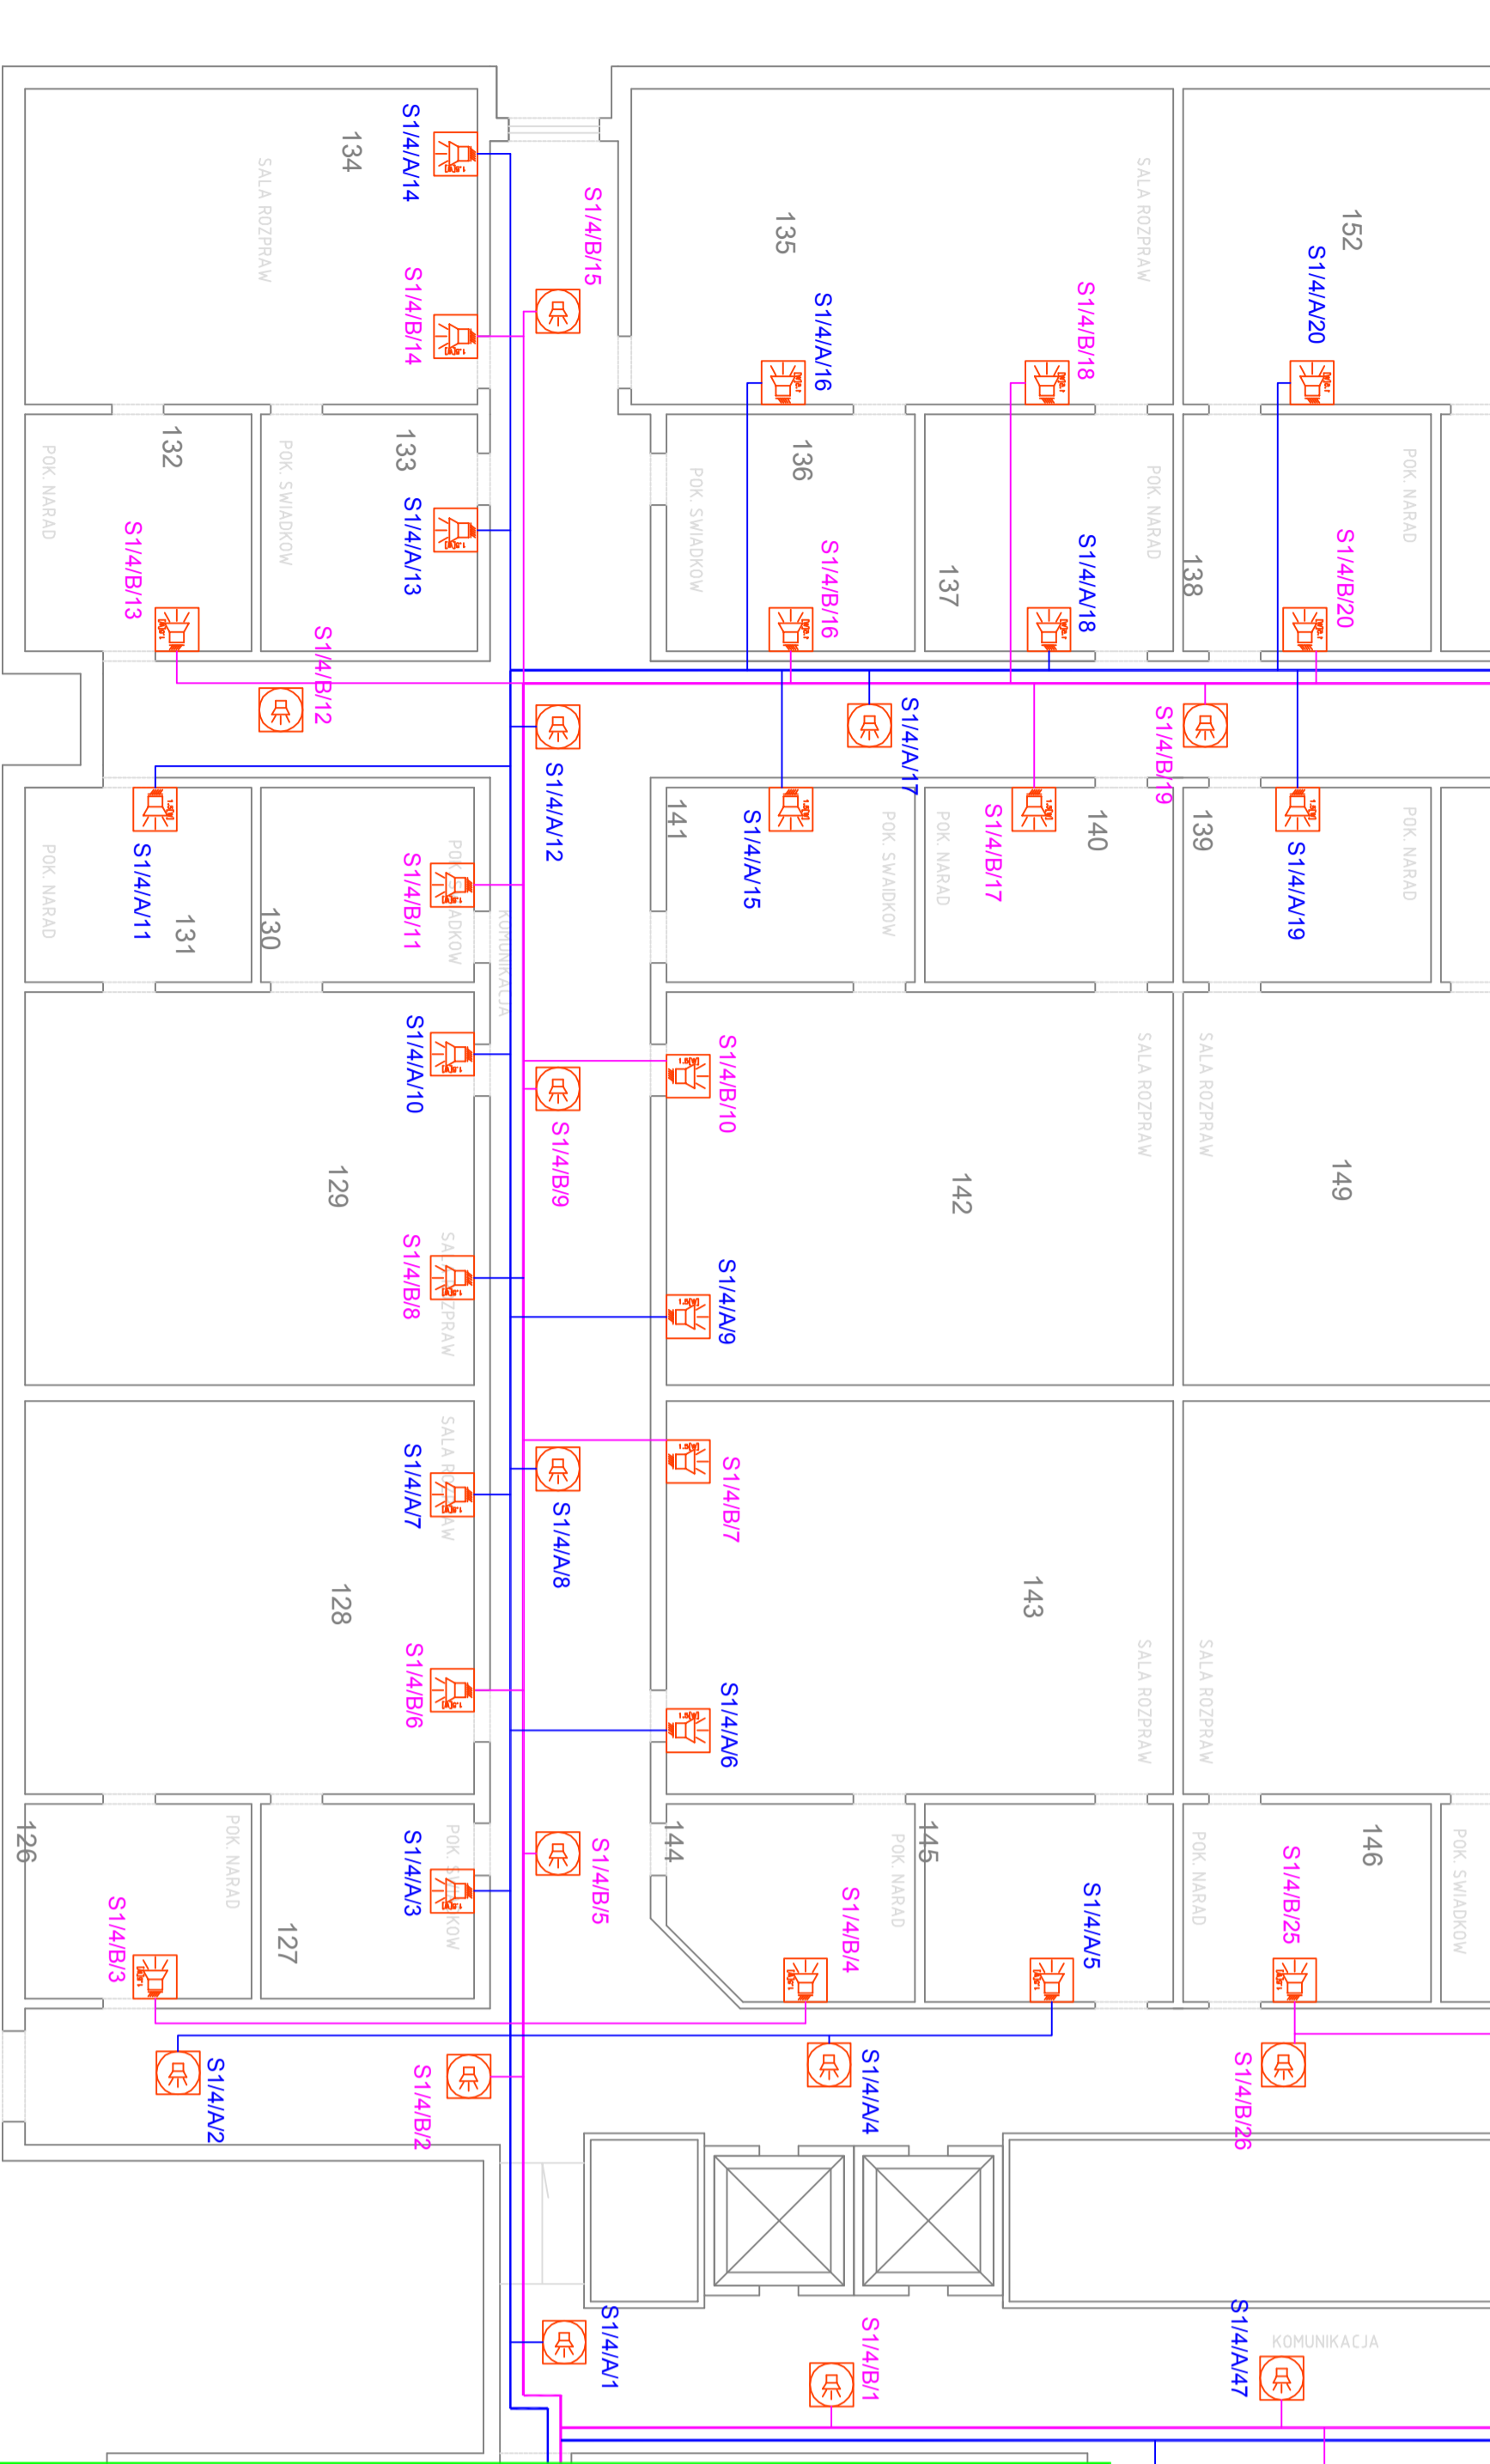 134
SALA ROZPRAW
S1/4/A/14
S1/4/B/14
S1/4/B/15
135
SALA ROZPRAW
152
S1/4/A/20
S1/4/A/16
S1/4/B/18
132
POK. NARAD
133
POK. SWIADKOW
S1/4/A/13
S1/4/B/13
S1/4/B/12
136
POK. SWIADKOW
S1/4/B/16
137
POK. NARAD
S1/4/A/18
138
POK. NARAD
S1/4/B/20
S1/4/A/12
S1/4/A/17
S1/4/B/19
S1/4/A/11
131
POK. NARAD
130
POK. SWIADKOW
S1/4/B/11
KOMUNIKACJA
141
S1/4/A/15
POK. SWAIDKOW
POK. NARAD
S1/4/B/17
140
139
S1/4/A/19
POK. NARAD
S1/4/A/10
S1/4/B/9
S1/4/B/10
129
SALA ROZPRAW
S1/4/B/8
142
SALA ROZPRAW
SALA ROZPRAW
149
S1/4/A/9
S1/4/A/7
SALA ROZPRAW
128
S1/4/A/8
S1/4/B/7
143
SALA ROZPRAW
SALA ROZPRAW
S1/4/B/6
S1/4/A/6
126
POK. NARAD
S1/4/B/3
127
POK. SWIADKOW
S1/4/A/3
S1/4/B/5
144
S1/4/B/4
POK. NARAD
145
S1/4/A/5
POK. NARAD
S1/4/B/25
146
POK. SWIADKOW
S1/4/A/2
S1/4/B/2
S1/4/A/4
S1/4/B/26
S1/4/A/1
S1/4/B/1
S1/4/A/47
KOMUNIKACJA